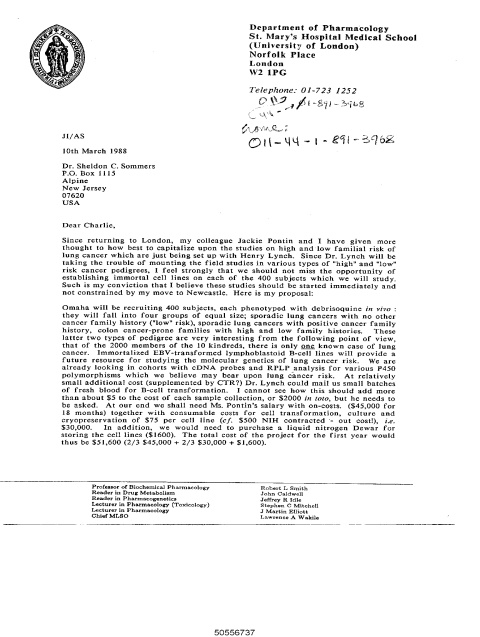 Department of Pharmacology
St. Mary's Hospital Medical School
(University of London)
Norfolk Place
London
W2 1PG
Telephone: 01-723 1252
01-891-3968
home:
011-44-1-891-3968
JI/AS
10th March 1988
Dr. Sheldon C. Sommers
P.O. Box 1115
Alpine
New Jersey
07620
USA
Dear Charlie,
Since returning to London, my colleague Jackie Pontin and I have given more
thought to how best to capitalize upon the studies on high and low familial risk of
lung cancer which are just being set up with Henry Lynch. Since Dr. Lynch will be
taking the trouble of mounting the field studies in various types of "high" and "low"
risk cancer pedigrees, I feel strongly that we should not miss the opportunity of
establishing immortal cell lines on each of the 400 subjects which we will study.
Such is my conviction that I believe these studies should be started immediately and
not constrained by my move to Newcastle. Here is my proposal:
Omaha will be recruiting 400 subjects, each phenotyped with debrisoquine in vivo :
they will fall into four groups of equal size; sporadic lung cancers with no other
cancer family history ("low" risk), sporadic lung cancers with positive cancer family
history, colon cancer-prone families with high and low family histories. These
latter two types of pedigree are very interesting from the following point of view,
that of the 2000 members of the 10 kindreds, there is only one known case of lung
cancer. Immortalized EBV-transformed lymphoblastoid B-cell lines will provide a
future resource for studying the molecular genetics of lung cancer risk. We are
already looking in cohorts with cDNA probes and RPLP analysis for various P450
polymorphisms which we believe may bear upon lung cancer risk. At relatively
small additional cost (supplemented by CTR?) Dr. Lynch could mail us small batches
of fresh blood for B-cell transformation. I cannot see how this should add more
than about $5 to the cost of each sample collection, or $2000 in toto, but he needs to
be asked. At our end we shall need Ms. Pontin's salary with on-costs. ($45,000 for
18 months) together with consumable costs for cell transformation, culture and
cryopreservation of $75 per cell line (cf. $500 NIH contracted - out cost!), i.e.
$30,000. In addition, we would need to purchase a liquid nitrogen Dewar for
storing the cell lines ($1600). The total cost of the project for the first year would
thus be $51,600 (2/3 $45,000 + 2/3 $30,000 + $1,600).
Professor of Biochemical Pharmacology Robert L Smith
Reader in Drug Metabolism John Caldwell
Reader in Pharmacogenetics Jeffrey R Idle
Lecturer in Pharmacology (Toxicology) Stephen C Mitchell
Lecturer in Pharmacology J Martin Elliott
Chief MLSO Lawrence A Wakile
50556737